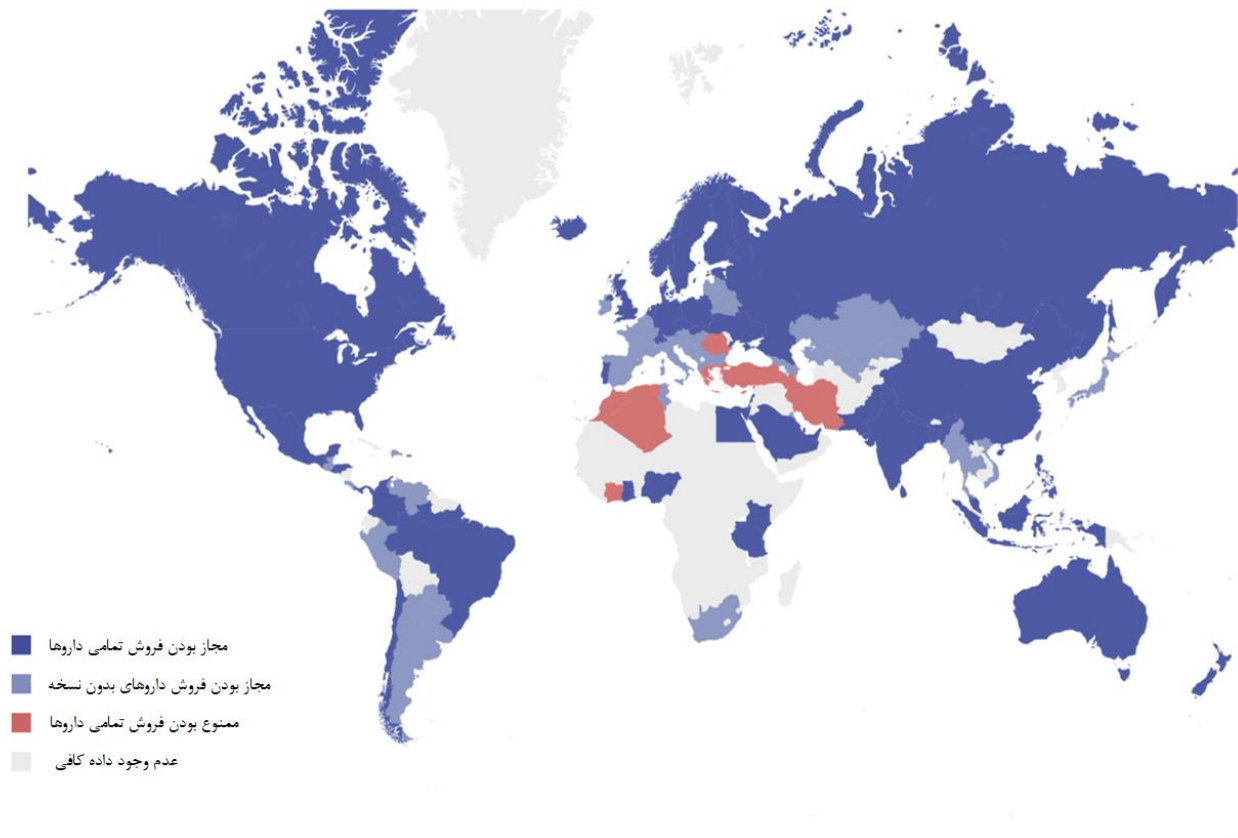 مجاز بودن فروش تمامی داروها
مجاز بودن فروش داروهای بدون نسخه
ممنوع بودن فروش تمامی داروها
عدم وجود داده کافی